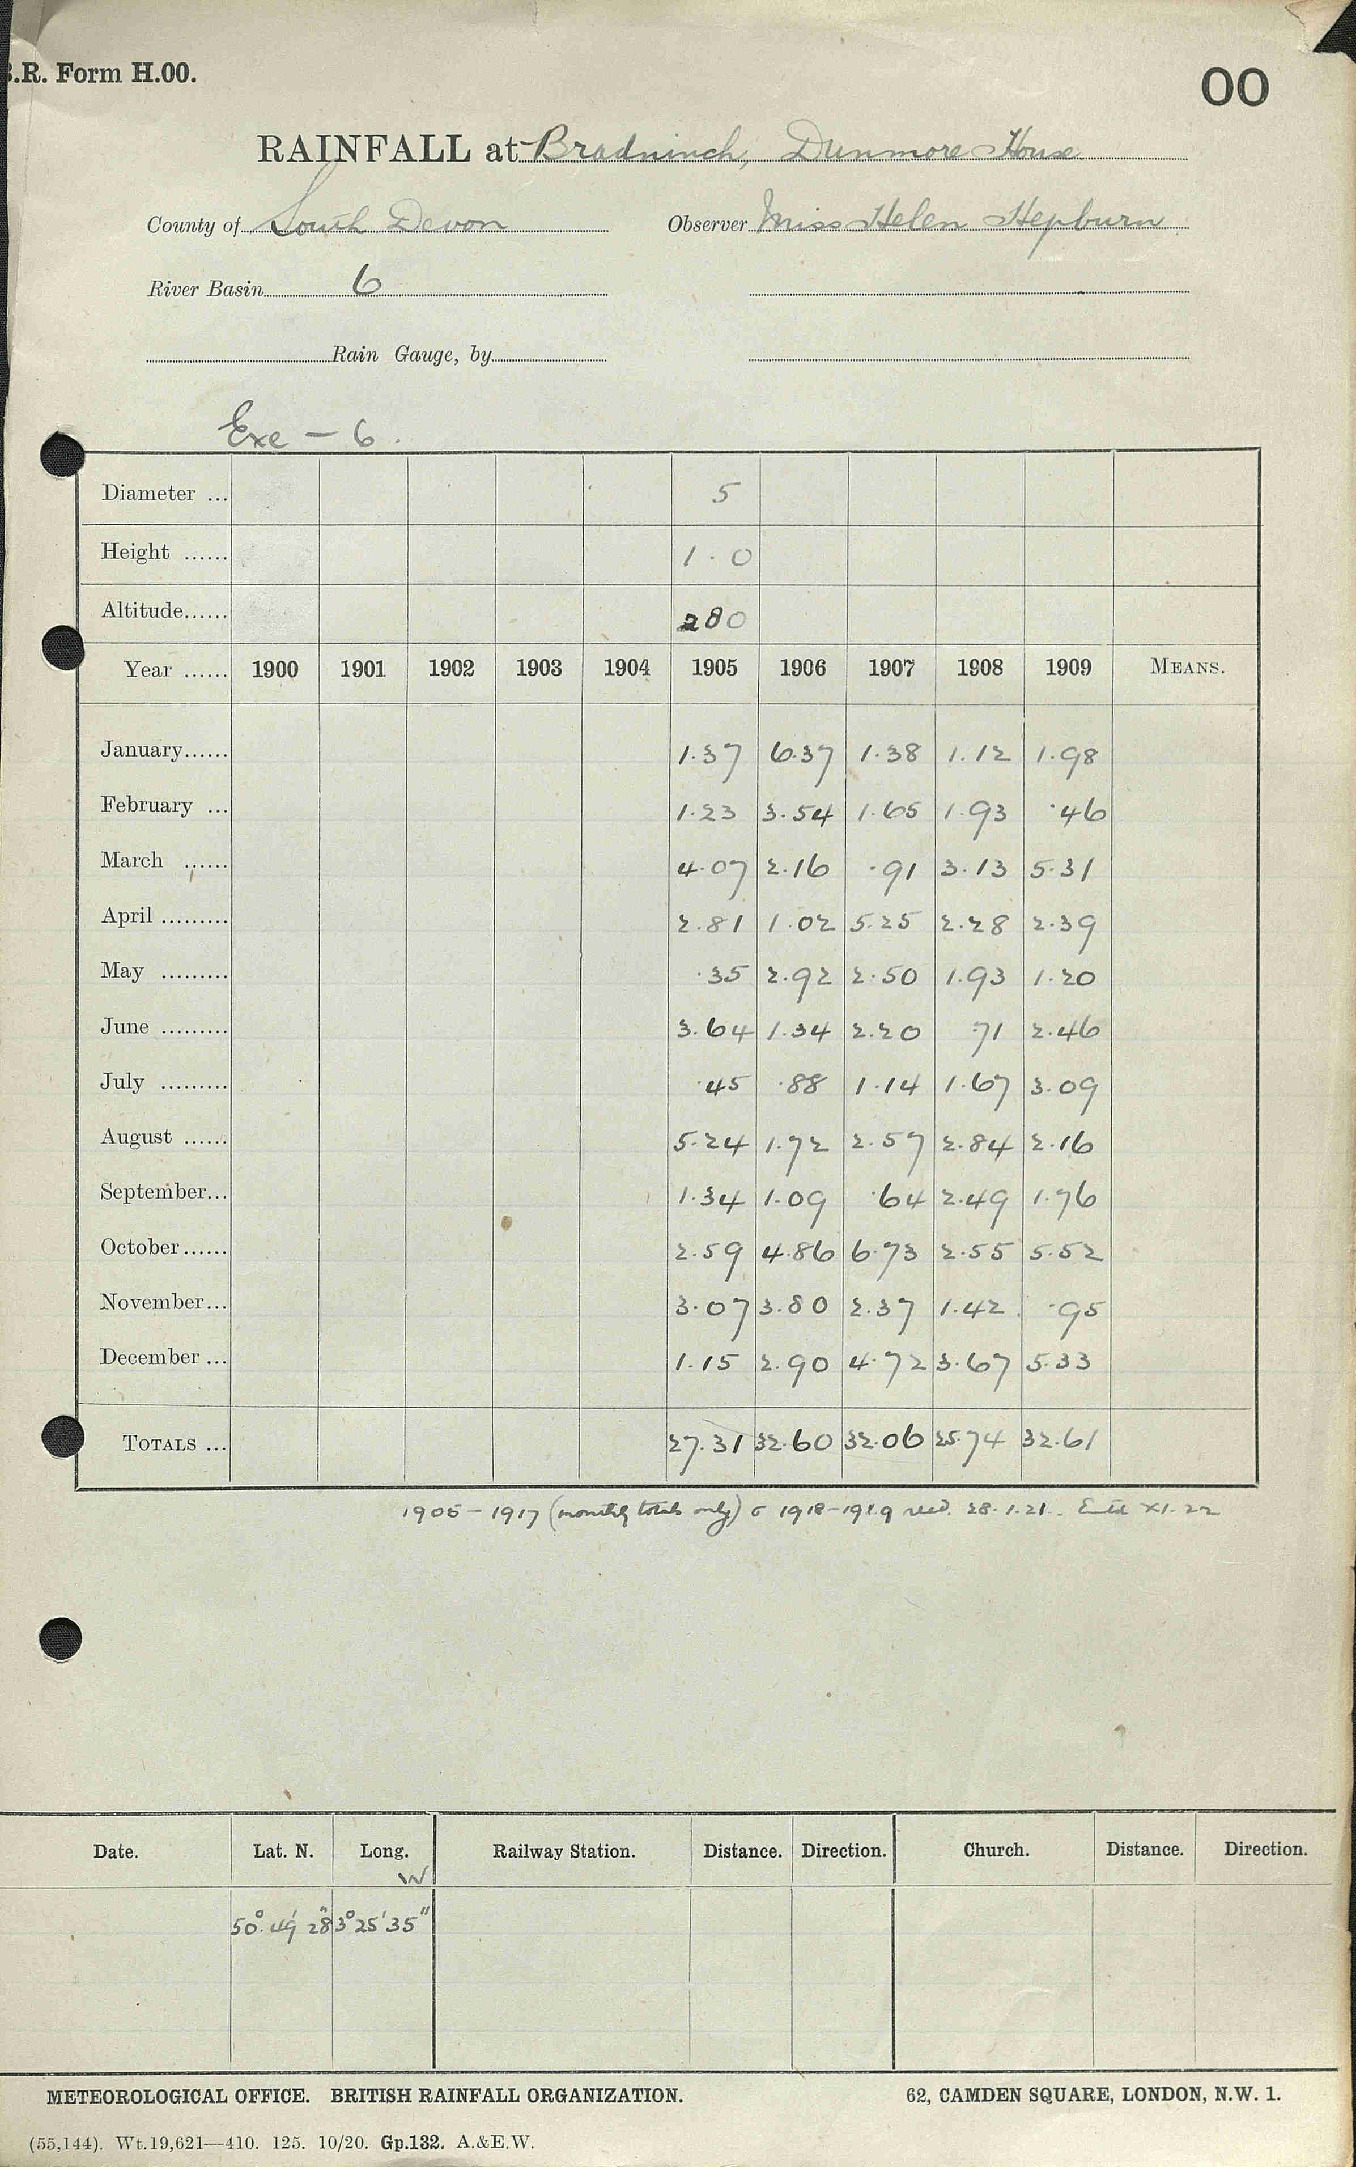 B.R. Form H.00.
00
RAINFALL at Bradninch, Dunmore House
County of South Devon Observer Miss Helen Hepburn
River Basin 6
Rain Gauge, by
Exe - 6.
Diameter ... 5
Height ...... 1.0
Altitude...... 280
Year ...... 1900 1901 1902 1903 1904 1905 1906 1907 1908 1909 MEANS.
January...... 1.37 6.37 1.38 1.12 1.98
February ... 1.23 3.54 1.65 1.93 .46
March ...... 4.07 2.16 .91 3.13 5.31
April ......... 2.81 1.02 5.25 2.28 2.39
May ......... .35 2.92 2.50 1.93 1.20
June ......... 3.64 1.34 2.20 .71 2.46
July ......... .45 .88 1.14 1.67 3.09
August ...... 5.24 1.72 2.57 2.84 2.16
September... 1.34 1.09 .64 2.49 1.76
October...... 2.59 4.86 6.73 2.55 5.52
November... 3.07 3.80 2.37 1.42 .95
December ... 1.15 2.90 4.72 3.67 5.33
TOTALS ... 27.31 32.60 32.06 25.74 32.61
1905 - 1917 (monthly totals only) 1918-1919 recd. 28.1.21. Entd XI.22
Date. Lat. N. Long. Railway Station. Distance. Direction. Church. Distance. Direction.
W
50° 49' 28" 3° 25' 35"
METEOROLOGICAL OFFICE. BRITISH RAINFALL ORGANIZATION. 62, CAMDEN SQUARE, LONDON, N.W. 1.
(55,144). Wt.19,621—410. 125. 10/20. Gp.132. A.&E.W.